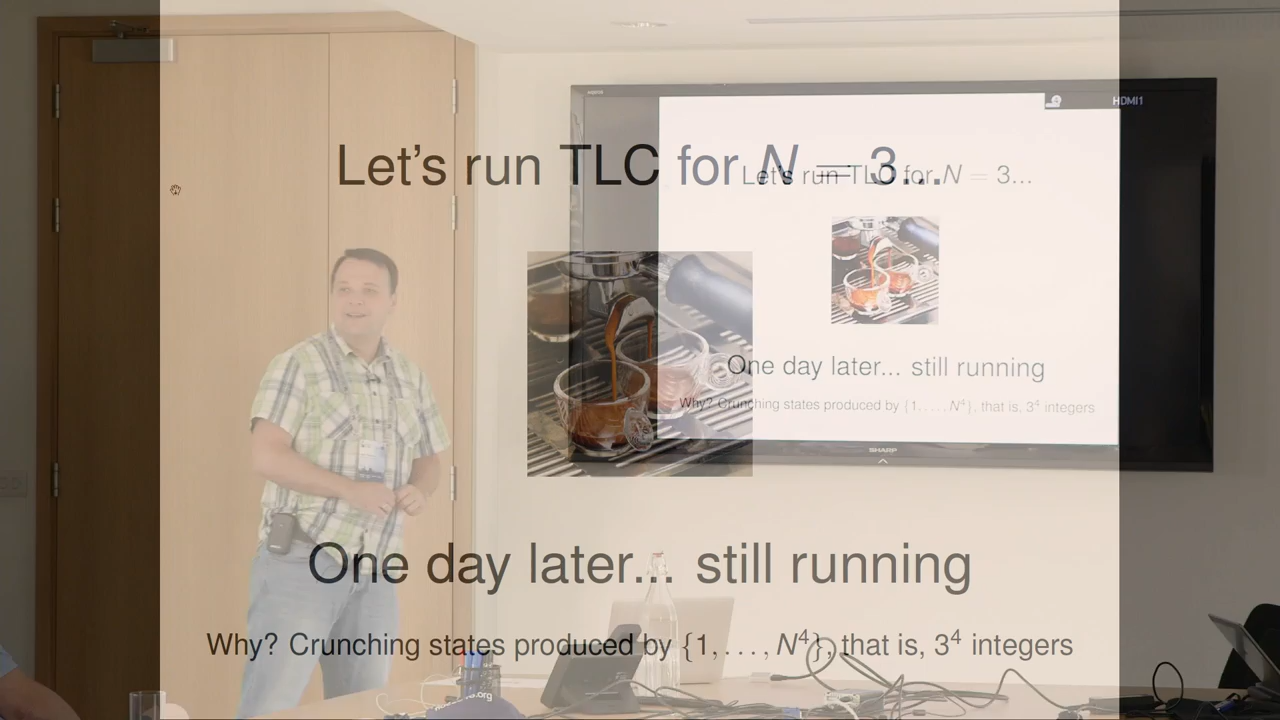 Let's run TLC for N = 3...
One day later... still running
Why? Crunching states produced by {1, . . . , N⁴}, that is, 3⁴ integers
HDMI1
Let's run TLC for N = 3...
One day later... still running
Why? Crunching states produced by {1, . . . , N⁴}, that is, 3⁴ integers
SHARP
.org